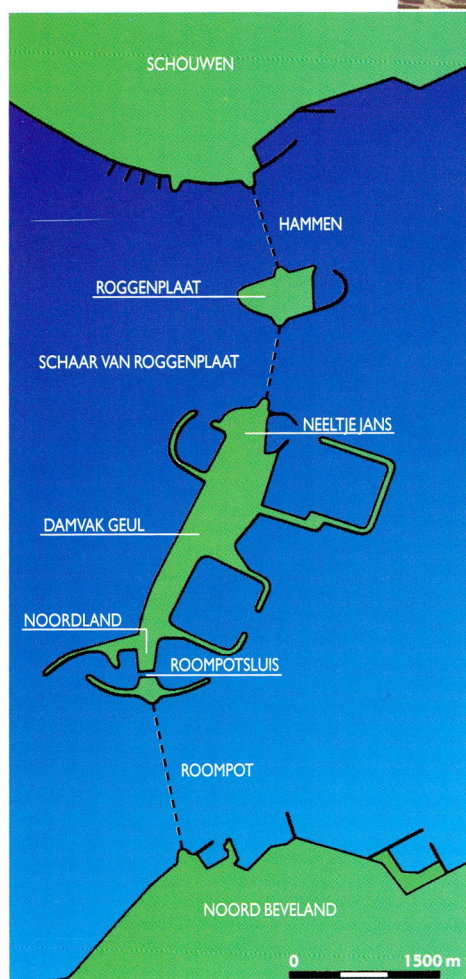 SCHOUWEN
HAMMEN
ROGGENPLAAT
SCHAAR VAN ROGGENPLAAT
NEELTJE JANS
DAMVAK GEUL
NOORDLAND
ROOMPOTSLUIS
ROOMPOT
NOORD BEVELAND
0 1500 m